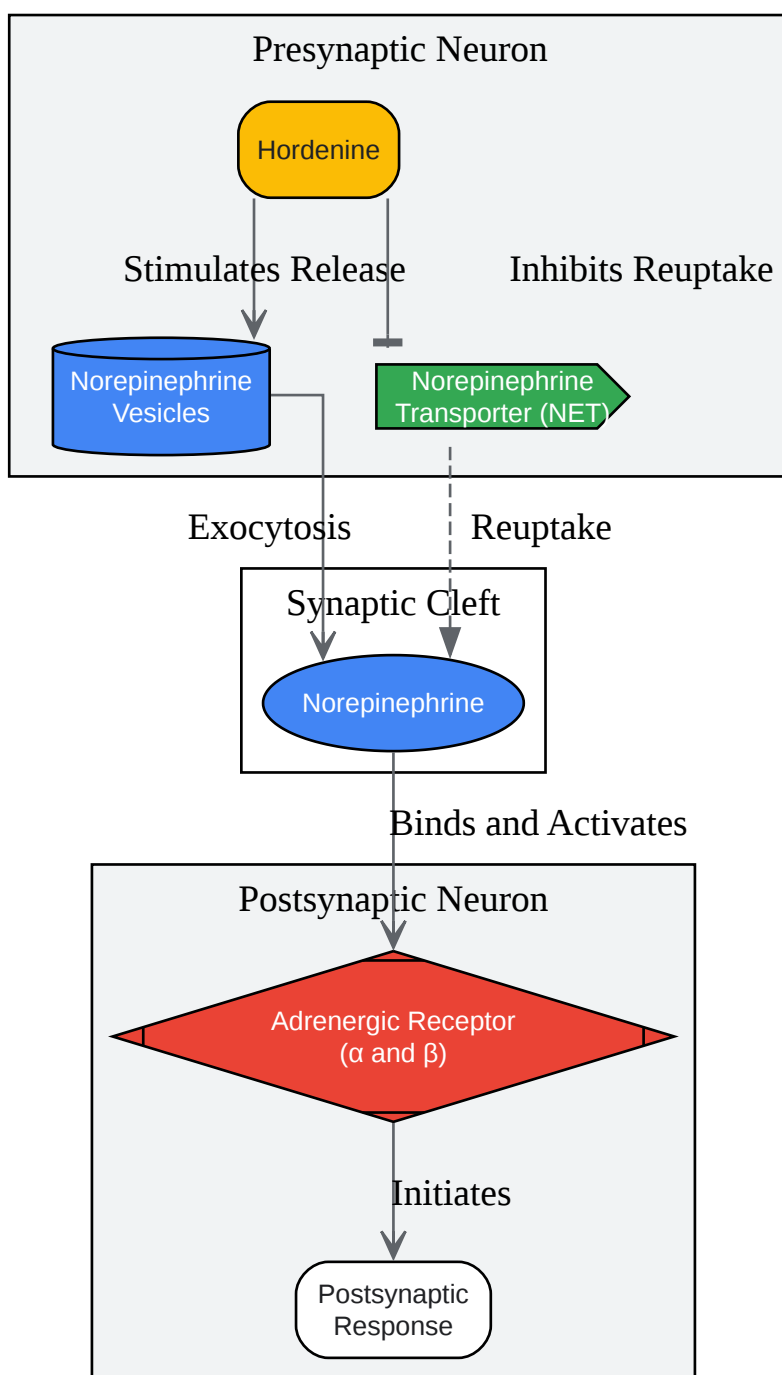 Presynaptic Neuron
Hordenine
Stimulates Release
Inhibits Reuptake
Norepinephrine
Vesicles
Norepinephrine
Transporter (NET)
Exocytosis
Reuptake
Synaptic Cleft
Norepinephrine
Binds and Activates
Postsynaptic Neuron
Adrenergic Receptor
(α and β)
Initiates
Postsynaptic
Response